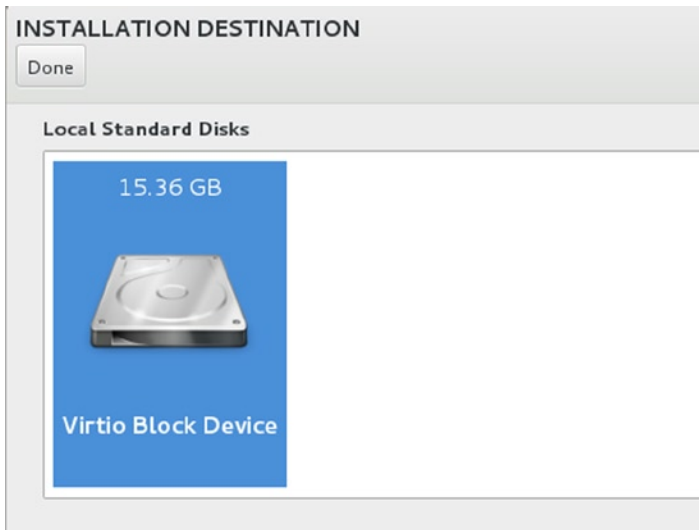 INSTALLATION DESTINATION
Done
Local Standard Disks
15.36 GB
Virtio Block Device